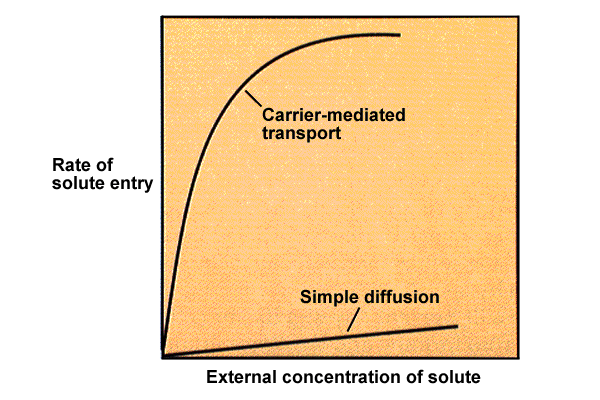 Carrier-mediated
transport
Rate of
solute entry
Simple diffusion
External concentration of solute